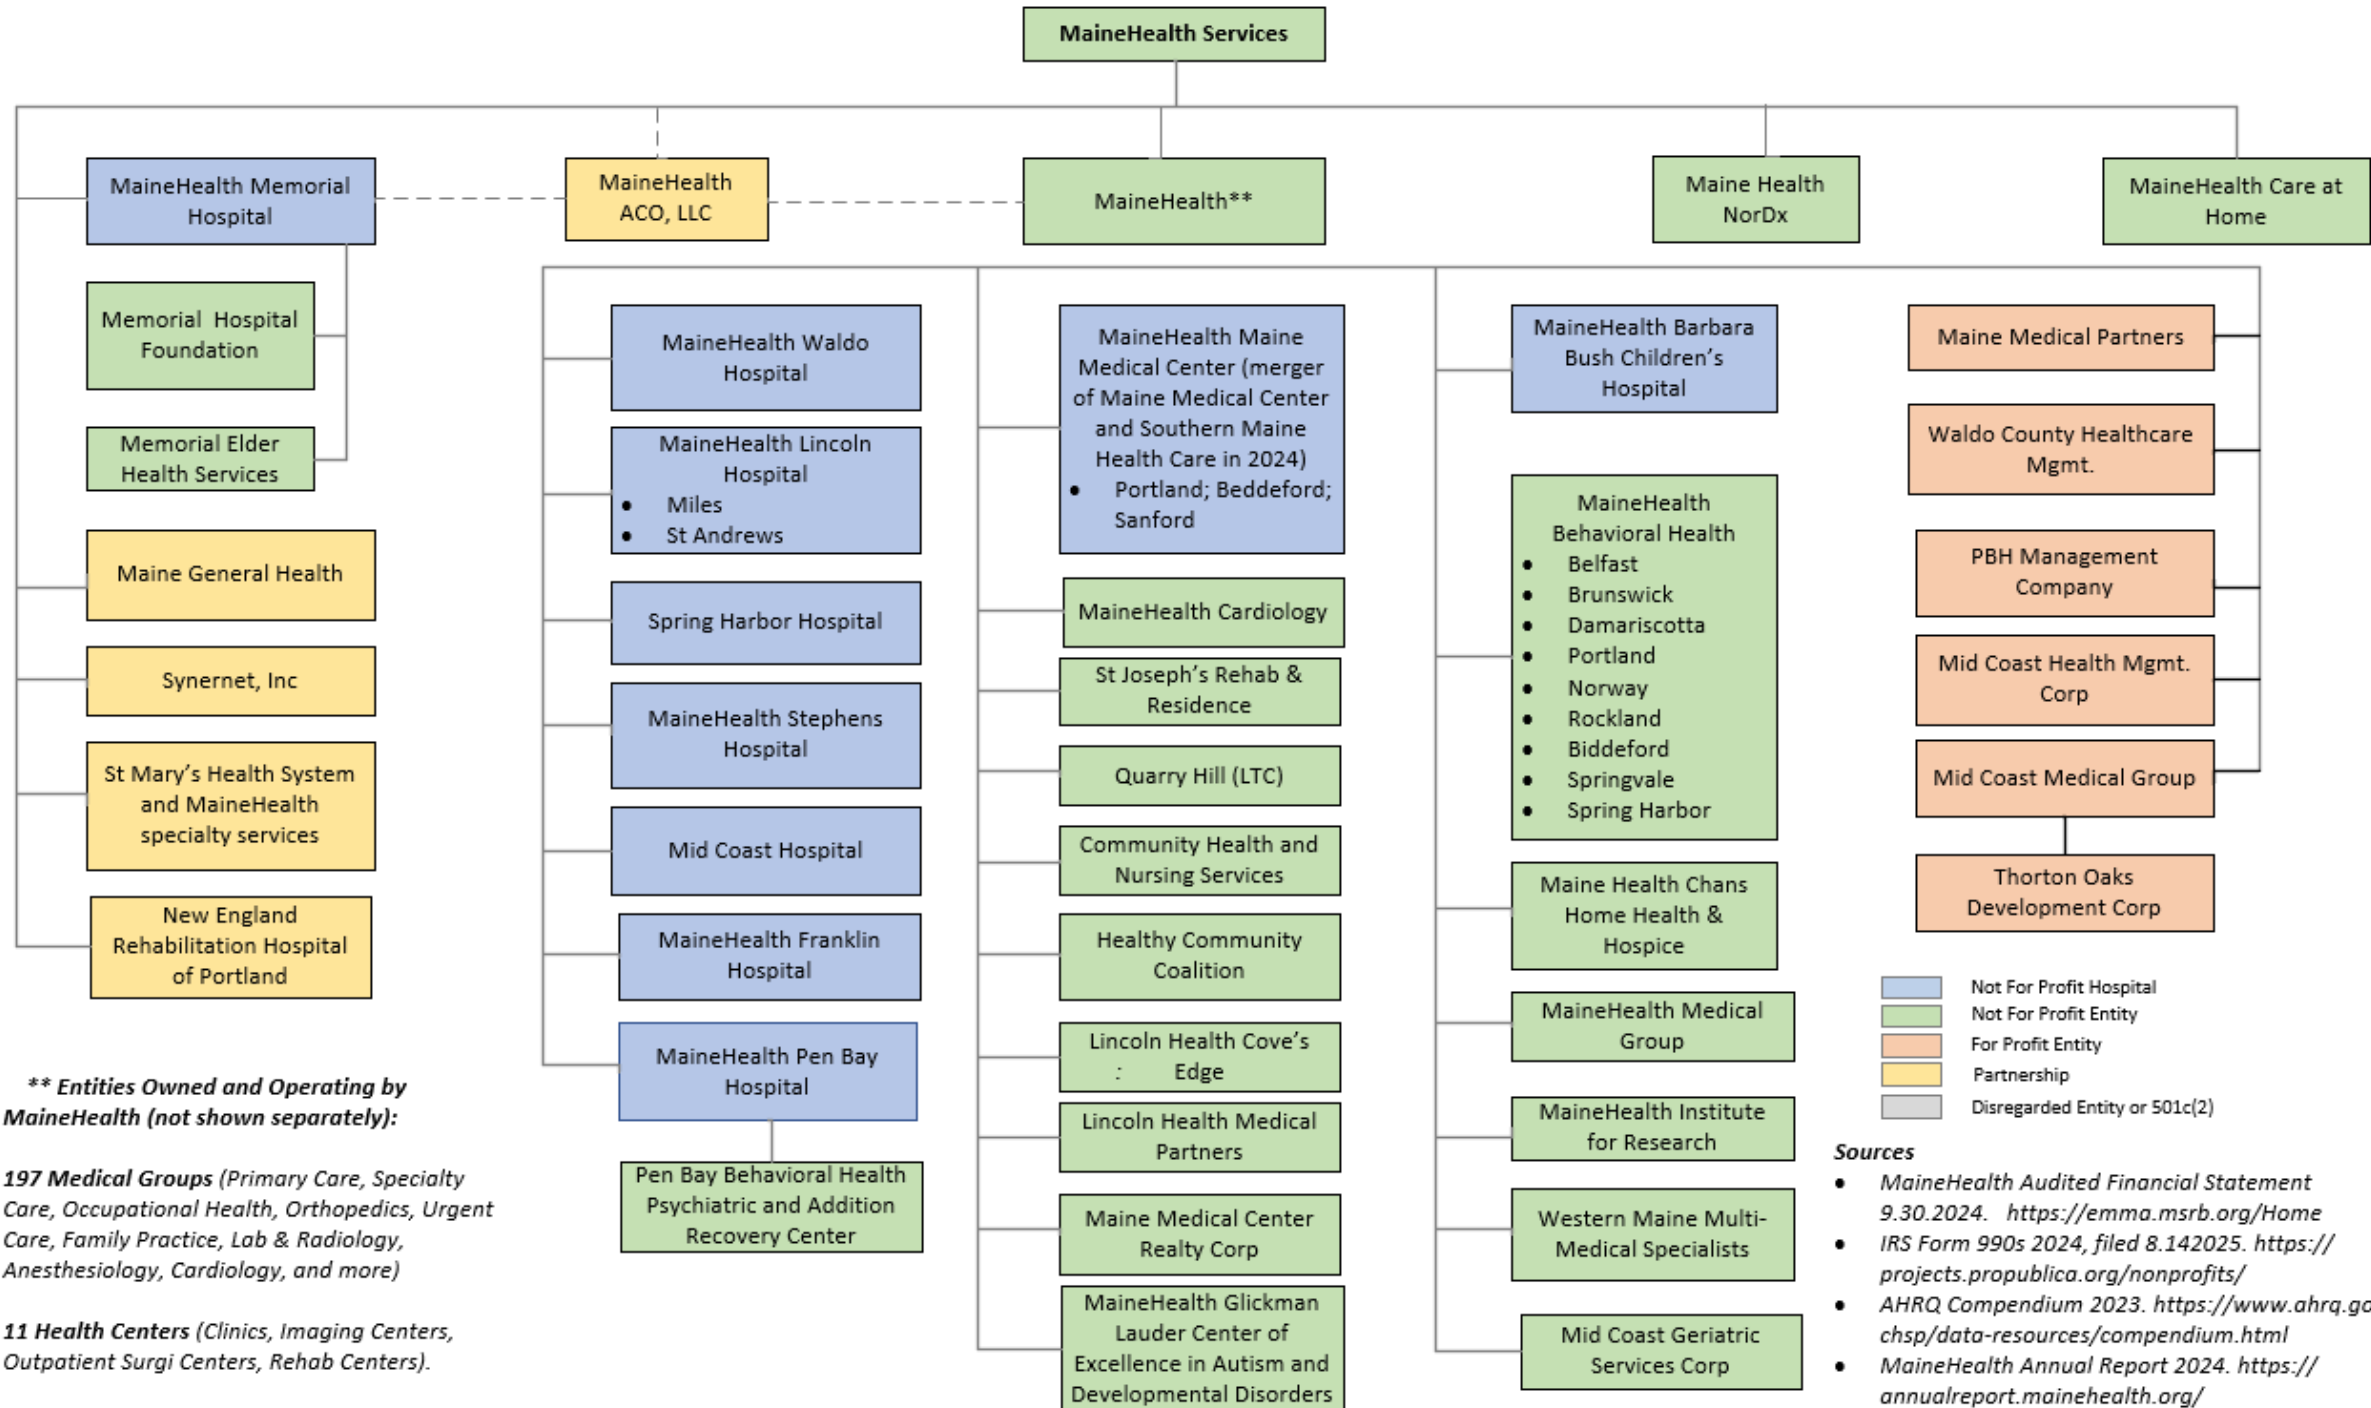 MaineHealth Services
MaineHealth Memorial
Hospital
MaineHealth
ACO, LLC
MaineHealth**
Maine Health
NorDx
MaineHealth Care at
Home
Memorial  Hospital
Foundation
Memorial Elder
Health Services
Maine General Health
Synernet, Inc
St Mary's Health System
and MaineHealth
specialty services
New England
Rehabilitation Hospital
of Portland
MaineHealth Waldo
Hospital
MaineHealth Lincoln
Hospital
• Miles
• St Andrews
Spring Harbor Hospital
MaineHealth Stephens
Hospital
Mid Coast Hospital
MaineHealth Franklin
Hospital
MaineHealth Pen Bay
Hospital
Pen Bay Behavioral Health
Psychiatric and Addition
Recovery Center
MaineHealth Maine
Medical Center (merger
of Maine Medical Center
and Southern Maine
Health Care in 2024)
• Portland; Beddeford;
Sanford
MaineHealth Cardiology
St Joseph's Rehab &
Residence
Quarry Hill (LTC)
Community Health and
Nursing Services
Healthy Community
Coalition
Lincoln Health Cove's
: Edge
Lincoln Health Medical
Partners
Maine Medical Center
Realty Corp
MaineHealth Glickman
Lauder Center of
Excellence in Autism and
Developmental Disorders
MaineHealth Barbara
Bush Children's
Hospital
MaineHealth
Behavioral Health
• Belfast
• Brunswick
• Damariscotta
• Portland
• Norway
• Rockland
• Biddeford
• Springvale
• Spring Harbor
Maine Health Chans
Home Health &
Hospice
MaineHealth Medical
Group
MaineHealth Institute
for Research
Western Maine Multi-
Medical Specialists
Mid Coast Geriatric
Services Corp
Maine Medical Partners
Waldo County Healthcare
Mgmt.
PBH Management
Company
Mid Coast Health Mgmt.
Corp
Mid Coast Medical Group
Thorton Oaks
Development Corp
Not For Profit Hospital
Not For Profit Entity
For Profit Entity
Partnership
Disregarded Entity or 501c(2)
** Entities Owned and Operating by
MaineHealth (not shown separately):
197 Medical Groups (Primary Care, Specialty
Care, Occupational Health, Orthopedics, Urgent
Care, Family Practice, Lab & Radiology,
Anesthesiology, Cardiology, and more)
11 Health Centers (Clinics, Imaging Centers,
Outpatient Surgi Centers, Rehab Centers).
Sources
• MaineHealth Audited Financial Statement
9.30.2024. https://emma.msrb.org/Home
• IRS Form 990s 2024, filed 8.142025. https://
projects.propublica.org/nonprofits/
• AHRQ Compendium 2023. https://www.ahrq.go
chsp/data-resources/compendium.html
• MaineHealth Annual Report 2024. https://
annualreport.mainehealth.org/